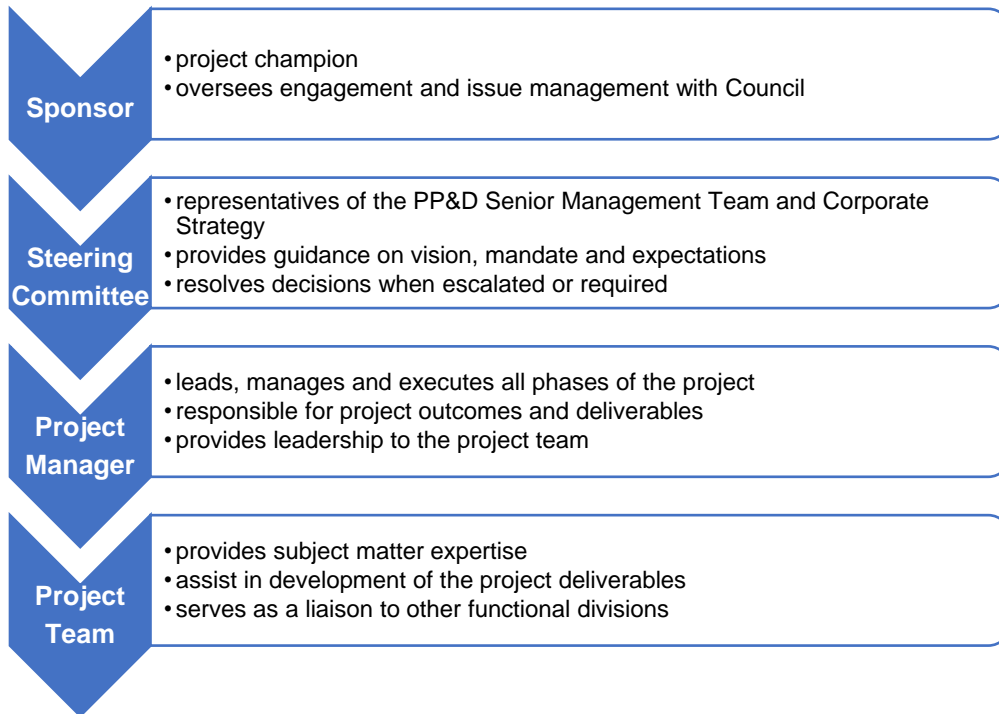 Sponsor
•project champion
•oversees engagement and issue management with Council
Steering
Committee
•representatives of the PP&D Senior Management Team and Corporate
Strategy
•provides guidance on vision, mandate and expectations
•resolves decisions when escalated or required
Project
Manager
•leads, manages and executes all phases of the project
•responsible for project outcomes and deliverables
•provides leadership to the project team
Project
Team
•provides subject matter expertise
•assist in development of the project deliverables
•serves as a liaison to other functional divisions